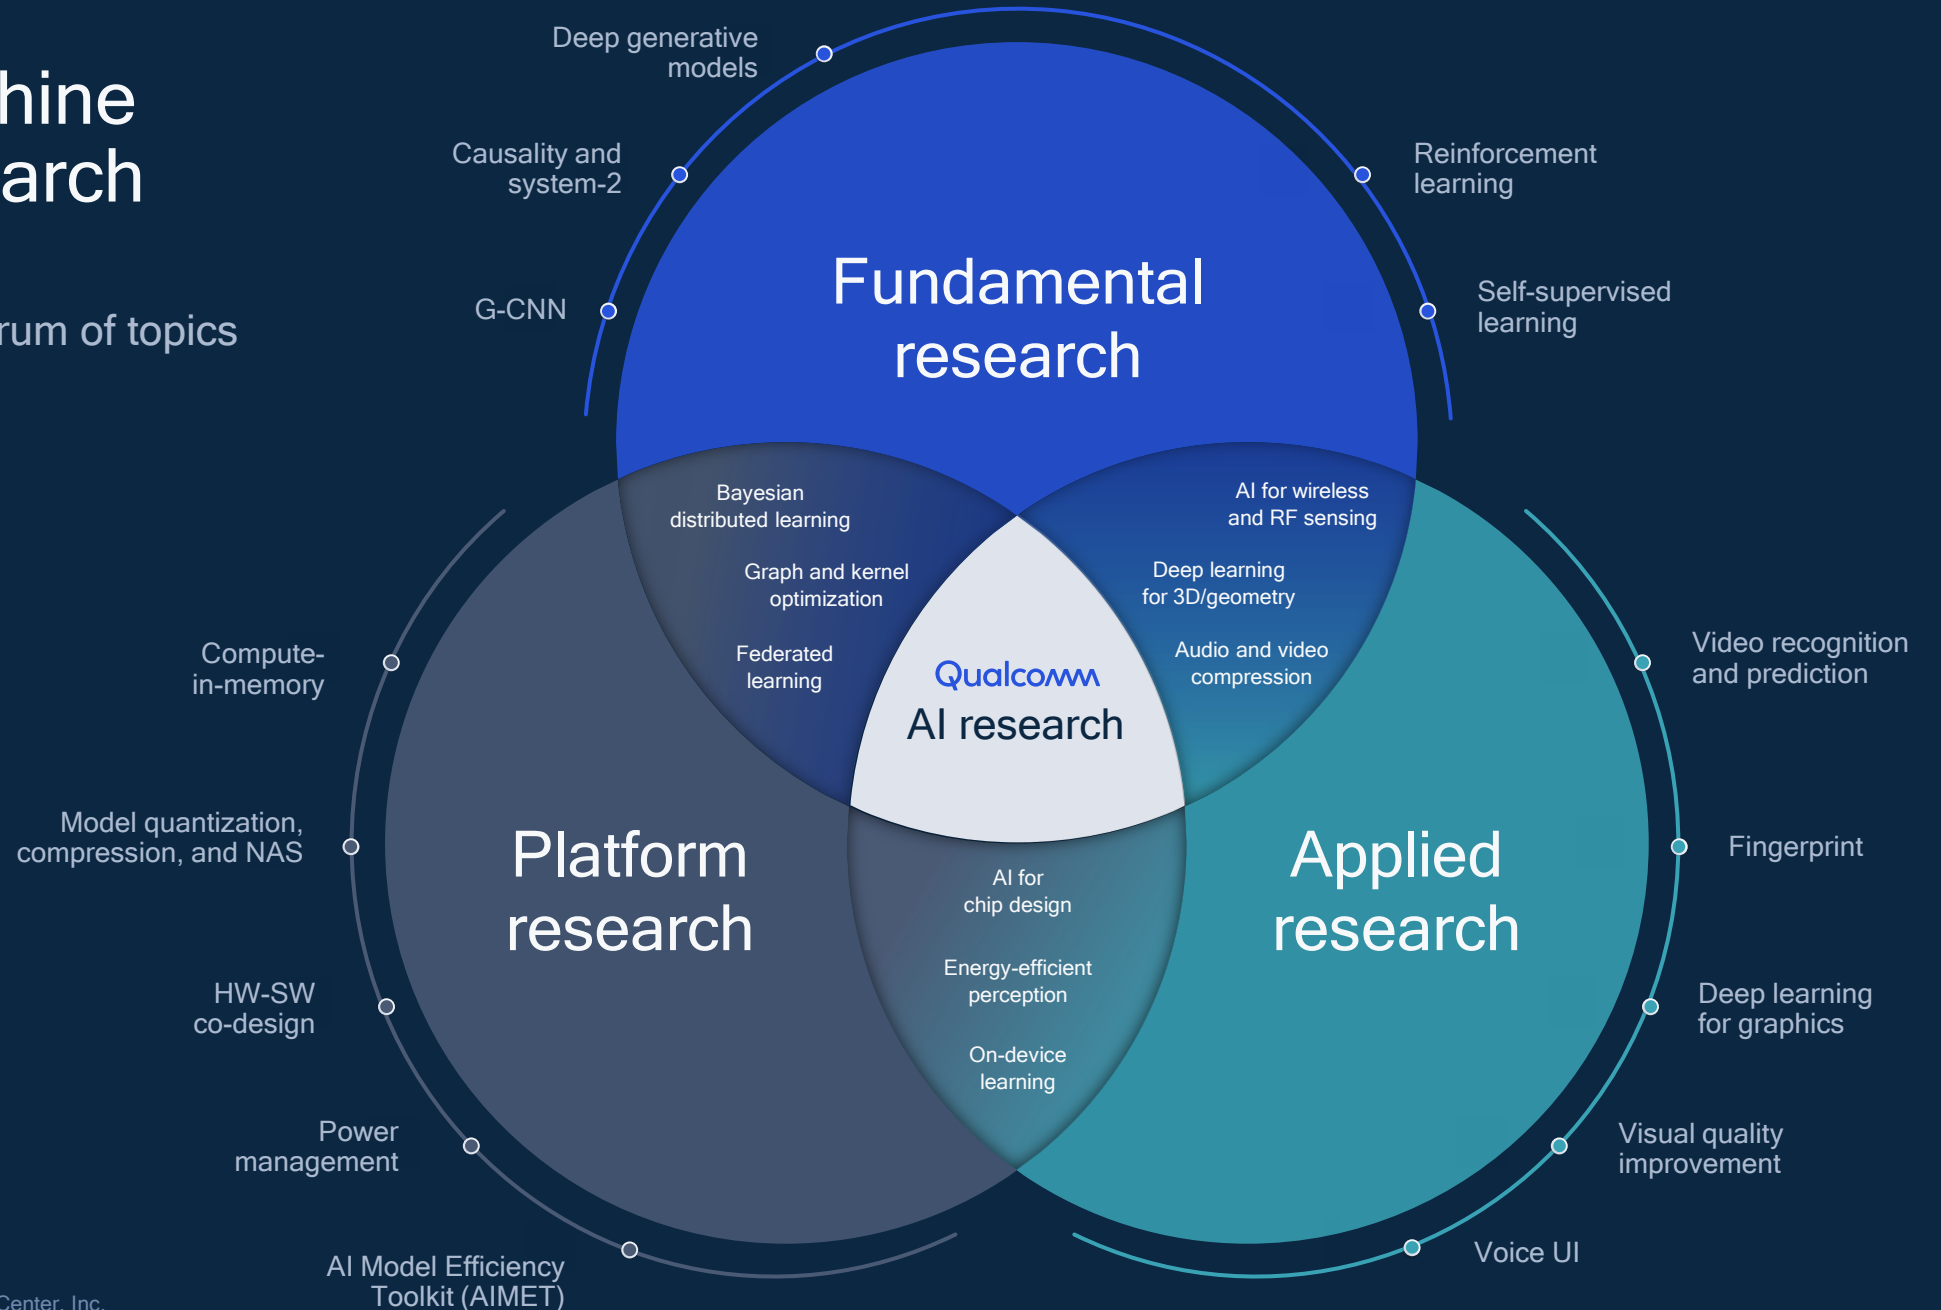 hine
arch
rum of topics
Deep generative
models
Causality and
system-2
G-CNN
Reinforcement
learning
Self-supervised
learning
Fundamental
research
Bayesian
distributed learning
Graph and kernel
optimization
Federated
learning
AI for wireless
and RF sensing
Deep learning
for 3D/geometry
Audio and video
compression
Qualcomm
AI research
Compute-
in-memory
Model quantization,
compression, and NAS
HW-SW
co-design
Power
management
AI Model Efficiency
Toolkit (AIMET)
Platform
research
AI for
chip design
Energy-efficient
perception
On-device
learning
Applied
research
Video recognition
and prediction
Fingerprint
Deep learning
for graphics
Visual quality
improvement
Voice UI
Center, Inc.